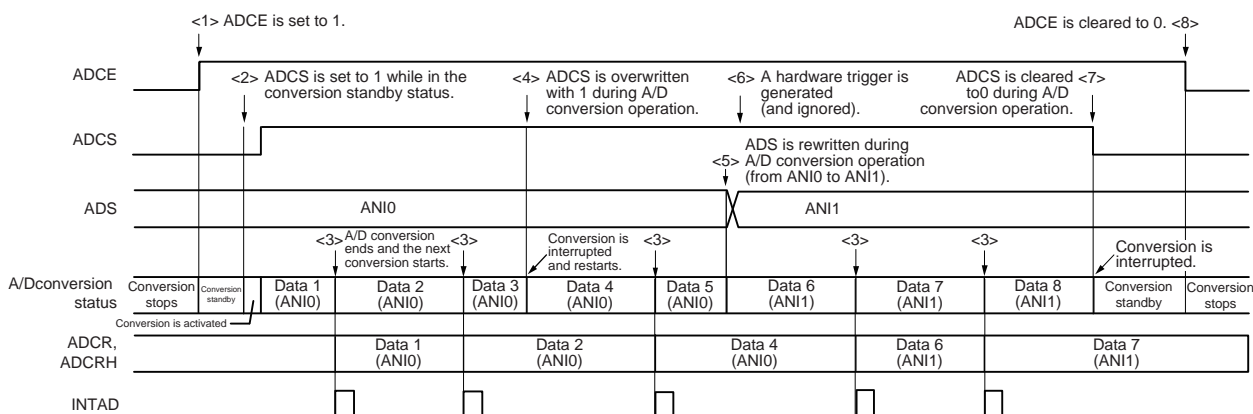 <1> ADCE is set to 1.
ADCE is cleared to 0. <8>
ADCE
<2> ADCS is set to 1 while in the
conversion standby status.
<4> ADCS is overwritten
with 1 during A/D
conversion operation.
<6> A hardware trigger is
generated
(and ignored).
ADCS is cleared <7>
to0 during A/D
conversion operation.
ADCS
ADS is rewritten during
<5> A/D conversion operation
(from ANI0 to ANI1).
ADS
ANI0
ANI1
<3> A/D conversion
ends and the next
conversion starts.
<3>
Conversion is
interrupted
and restarts.
<3>
<3>
<3>
Conversion is
interrupted.
A/Dconversion
status
Conversion
stops
Conversion
standby
Data 1
(ANI0)
Data 2
(ANI0)
Data 3
(ANI0)
Data 4
(ANI0)
Data 5
(ANI0)
Data 6
(ANI1)
Data 7
(ANI1)
Data 8
(ANI1)
Conversion
standby
Conversion
stops
Conversion is activated
ADCR,
ADCRH
Data 1
(ANI0)
Data 2
(ANI0)
Data 4
(ANI0)
Data 6
(ANI1)
Data 7
(ANI1)
INTAD